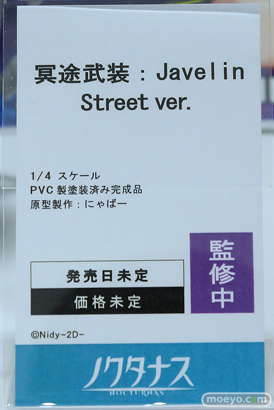 冥途武装：Javelin
Street ver.
1/4 スケール
PVC 製塗装済み完成品
原型製作：にゃばー
監修中
発売日未定
価格未定
©Nidy-2D-
ノクタナス
NOCTURNAS
moeyo.com